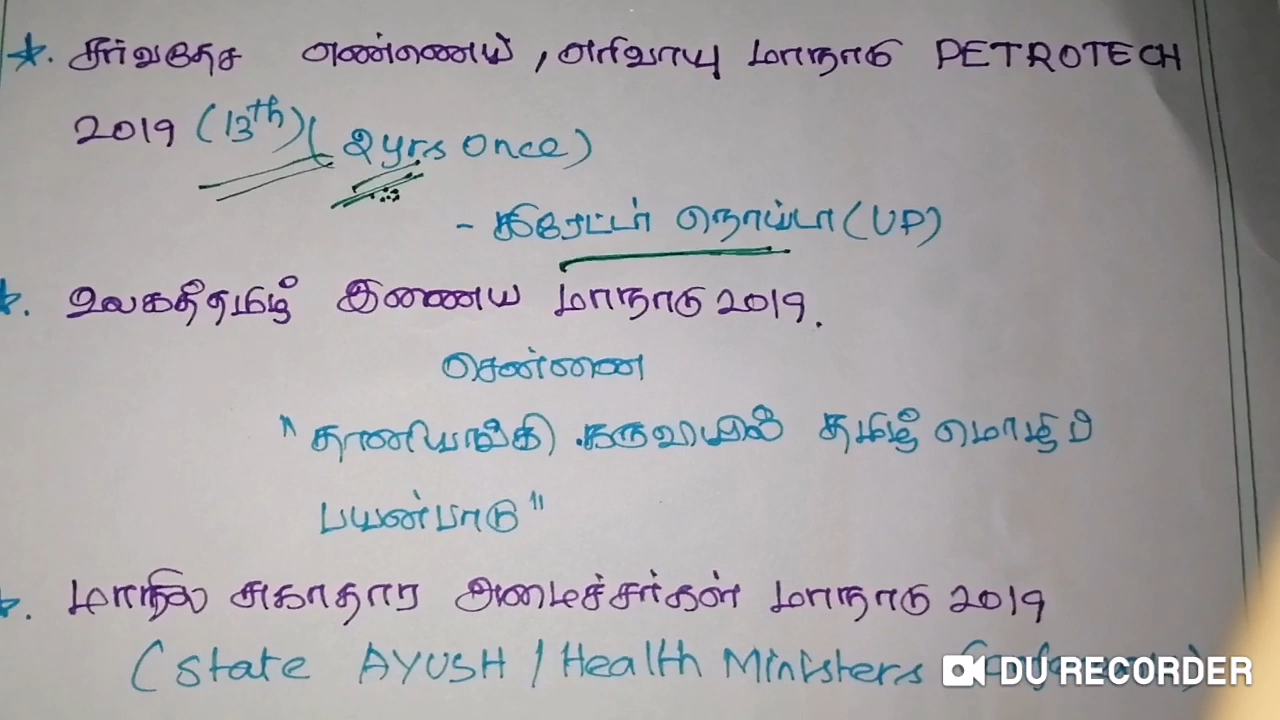 ★. சர்வதேச எண்ணெய், எரிவாயு மாநாடு PETROTECH
2019 (13th) (2yrs once)
- கிரேட்டர் நொய்டா (UP)
★. உலகத்தமிழ் இணைய மாநாடு 2019.
சென்னை
"தானியங்கி கருவியில் தமிழ் மொழிப்
பயன்பாடு"
★. மாநில சுகாதார அமைச்சர்கள் மாநாடு 2019
(State AYUSH / Health Ministers
DU RECORDER